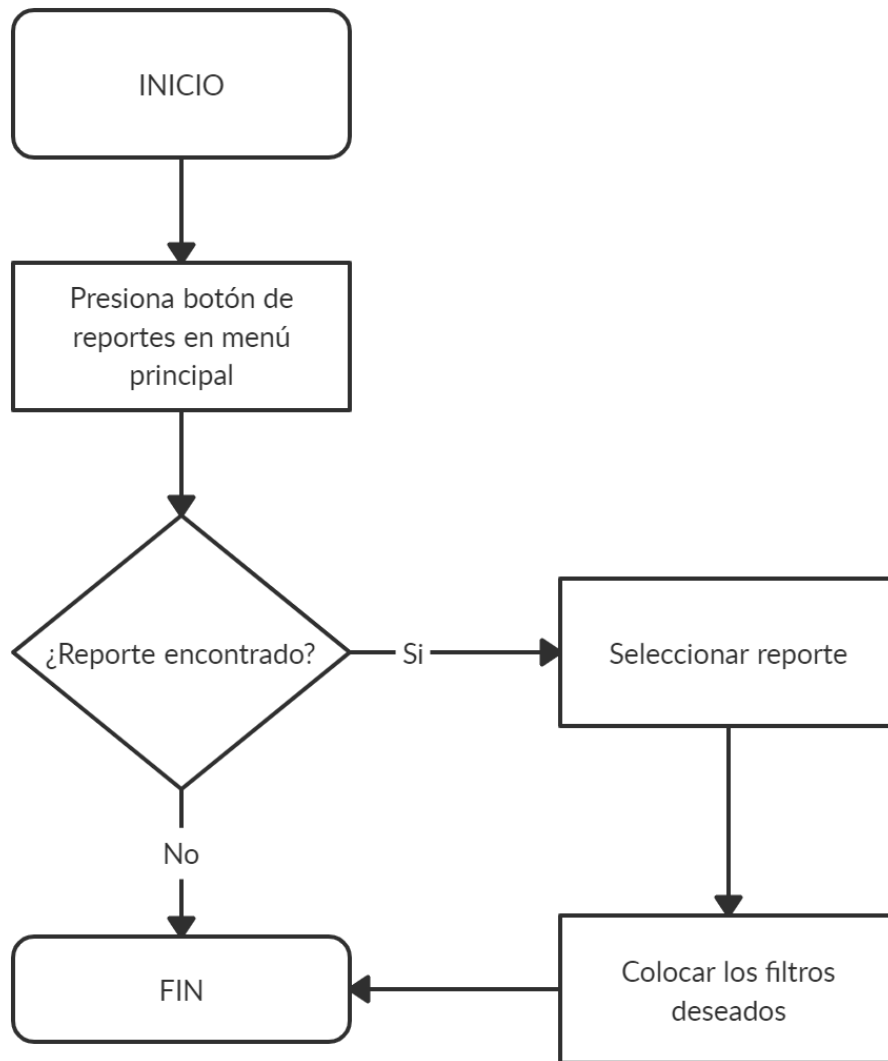 INICIO
Presiona botón de
reportes en menú
principal
¿Reporte encontrado?
Si
Seleccionar reporte
No
Colocar los filtros
deseados
FIN